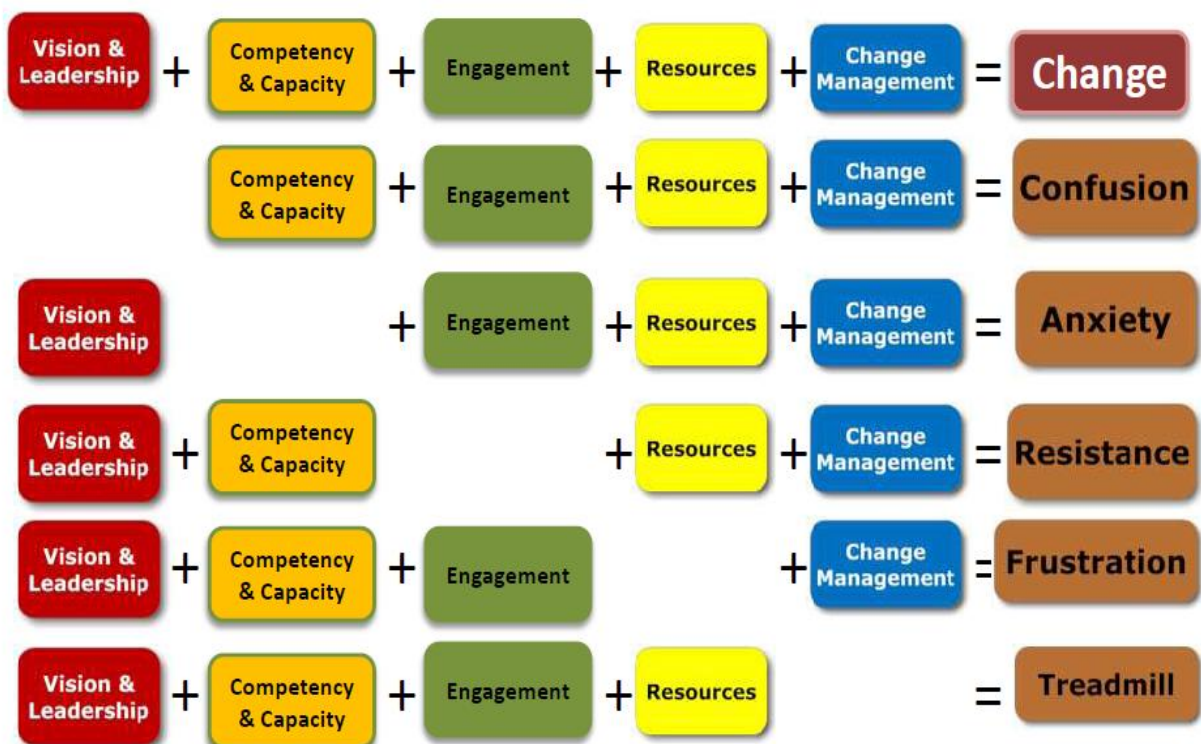 Vision & Leadership + Competency & Capacity + Engagement + Resources + Change Management = Change
Competency & Capacity + Engagement + Resources + Change Management = Confusion
Vision & Leadership + Engagement + Resources + Change Management = Anxiety
Vision & Leadership + Competency & Capacity + Resources + Change Management = Resistance
Vision & Leadership + Competency & Capacity + Engagement + Change Management = Frustration
Vision & Leadership + Competency & Capacity + Engagement + Resources = Treadmill